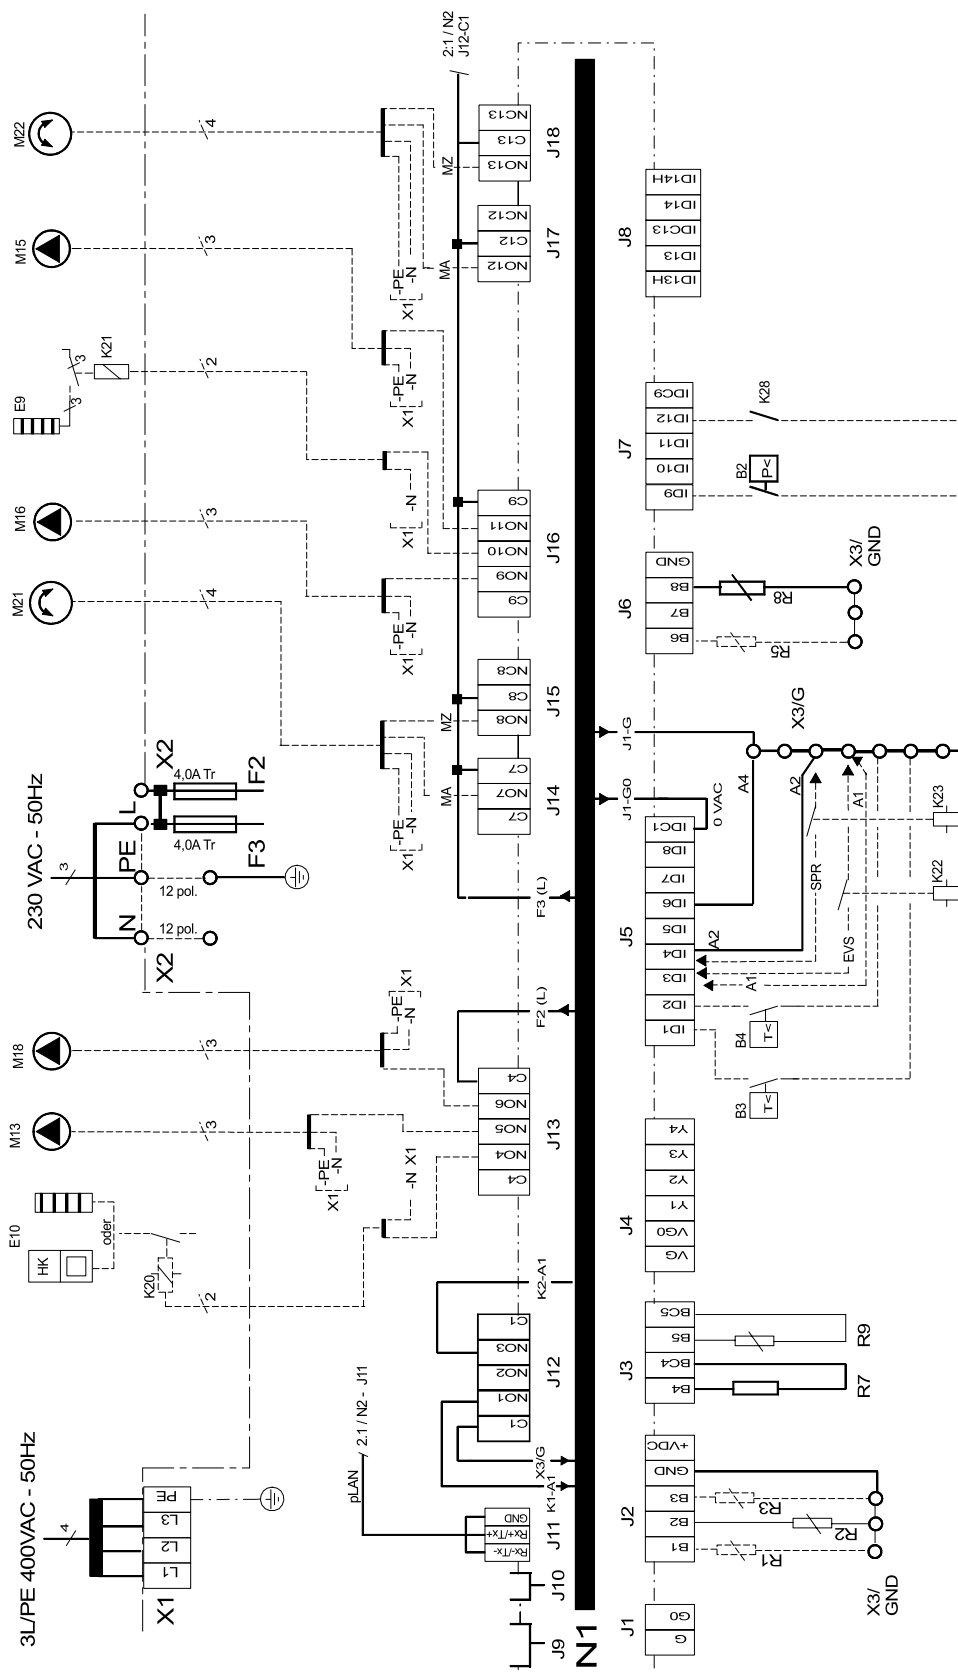 3L/PE 400VAC - 50Hz
4
L1
L2
L3
PE
X1
E10
HK
oder
K20
2
M13
3
M18
3
230 VAC - 50Hz
3
N
PE
L
X2
12 pol.
12 pol.
X2
4,0A Tr
4,0A Tr
F3
F2
M21
4
M16
3
E9
3
3
K21
2
M15
3
M22
4
pLAN
2.1 / N2 - J11
-N X1
X1
-PE
-N
-PE
-N
X1
X1
-PE
-N
X1
-PE
-N
X1
-N
X1
-PE
-N
X1
-PE
-N
MA
MZ
MA
MZ
2:1 / N2
J12-C1
J9
J10
Rx-/Tx-
Rx+/Tx+
GND
J11
K1-A1
X3/G
C1
NO1
NO2
NO3
C1
J12
K2-A1
C4
NO4
NO5
NO6
C4
J13
F2 (L)
F3 (L)
C7
NO7
C7
J14
NO8
C8
NC8
J15
C9
NO9
NO10
NO11
C9
J16
NO12
C12
NC12
J17
NO13
C13
NC13
J18
N1
J1-G0
J1-G
J1
G
G0
J2
B1
B2
B3
GND
+VDC
R1
R2
R3
X3/
GND
J3
B4
BC4
B5
BC5
R7
R9
J4
VG
VG0
Y1
Y2
Y3
Y4
J5
ID1
ID2
ID3
ID4
ID5
ID6
ID7
ID8
IDC1
0 VAC
B3
T<
B4
T<
A1
EVS
SPR
A2
A2
A4
A1
K22
K23
X3/G
J6
B6
B7
B8
GND
R5
R8
X3/
GND
J7
ID9
ID10
ID11
ID12
IDC9
B2
P<
K28
J8
ID13H
ID13
IDC13
ID14
ID14H